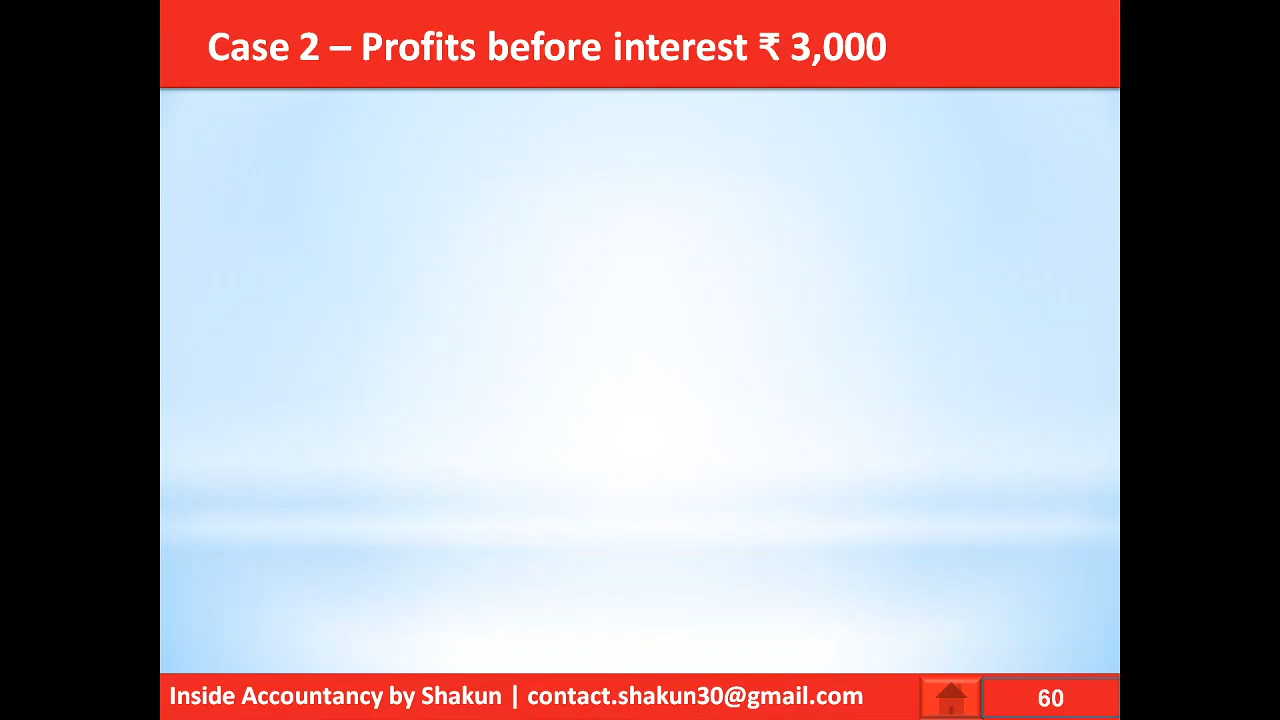 Case 2 – Profits before interest ₹ 3,000
Inside Accountancy by Shakun | contact.shakun30@gmail.com
60